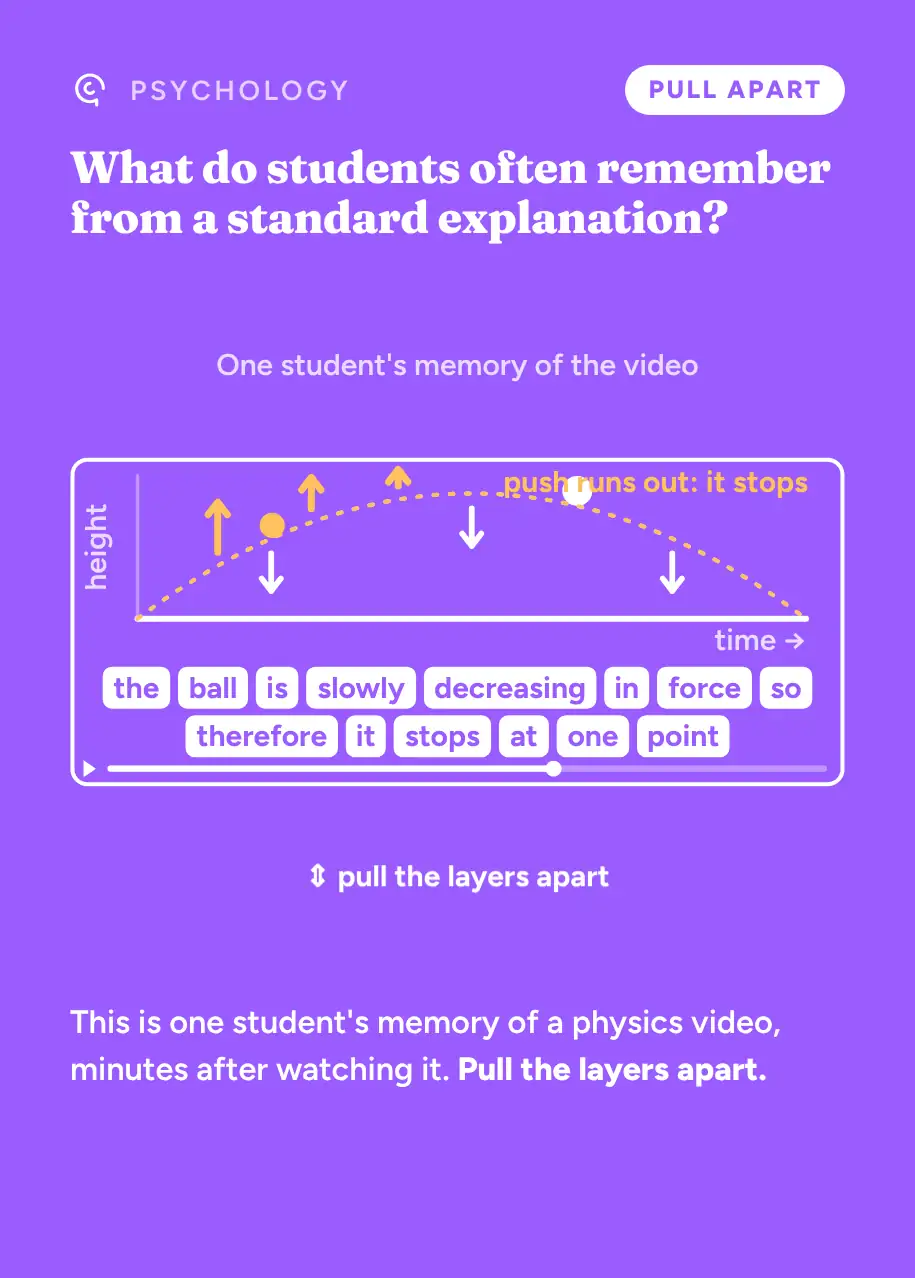 PSYCHOLOGY
PULL APART
What do students often remember
from a standard explanation?
One student's memory of the video
push runs out: it stops
height
time →
the ball is slowly decreasing in force so
therefore it stops at one point
⇕ pull the layers apart
This is one student's memory of a physics video,
minutes after watching it. Pull the layers apart.